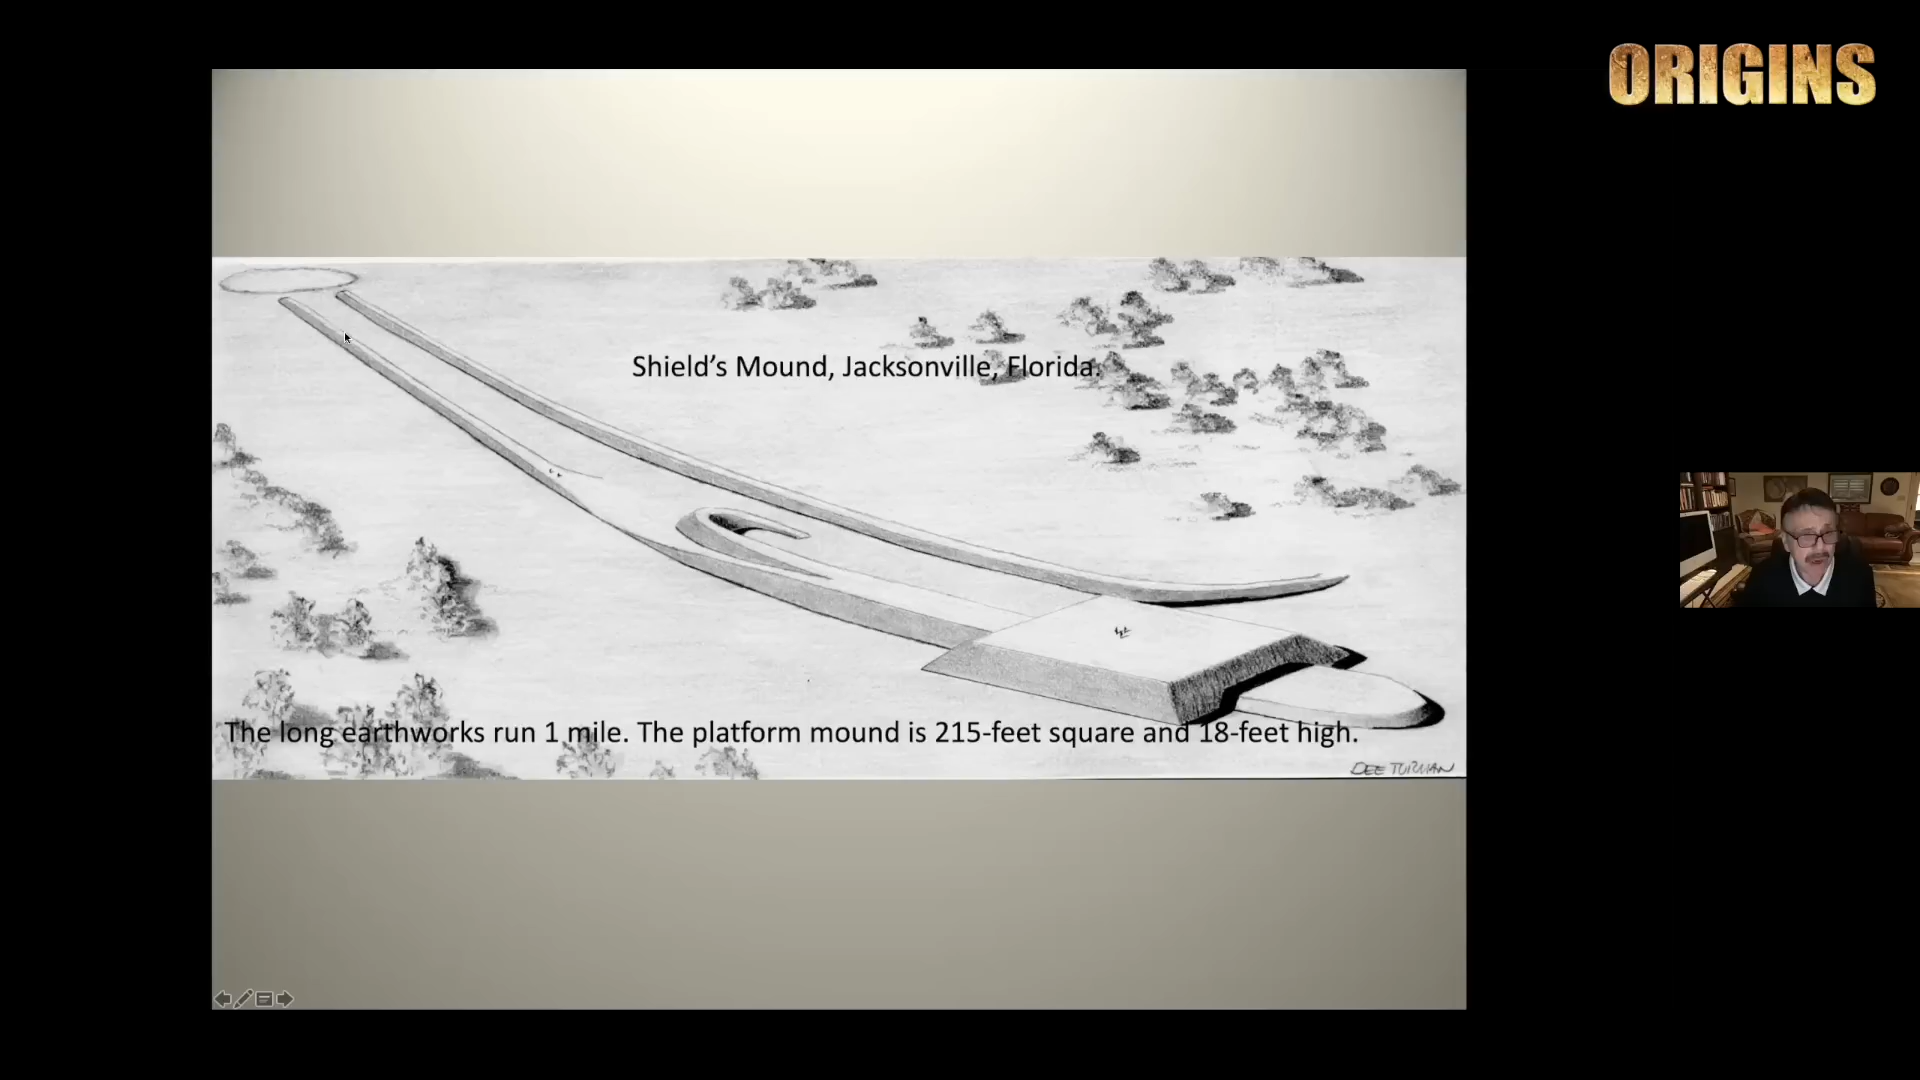 ORIGINS
Shield’s Mound, Jacksonville, Florida.
The long earthworks run 1 mile. The platform mound is 215-feet square and 18-feet high.
DEE TURMAN